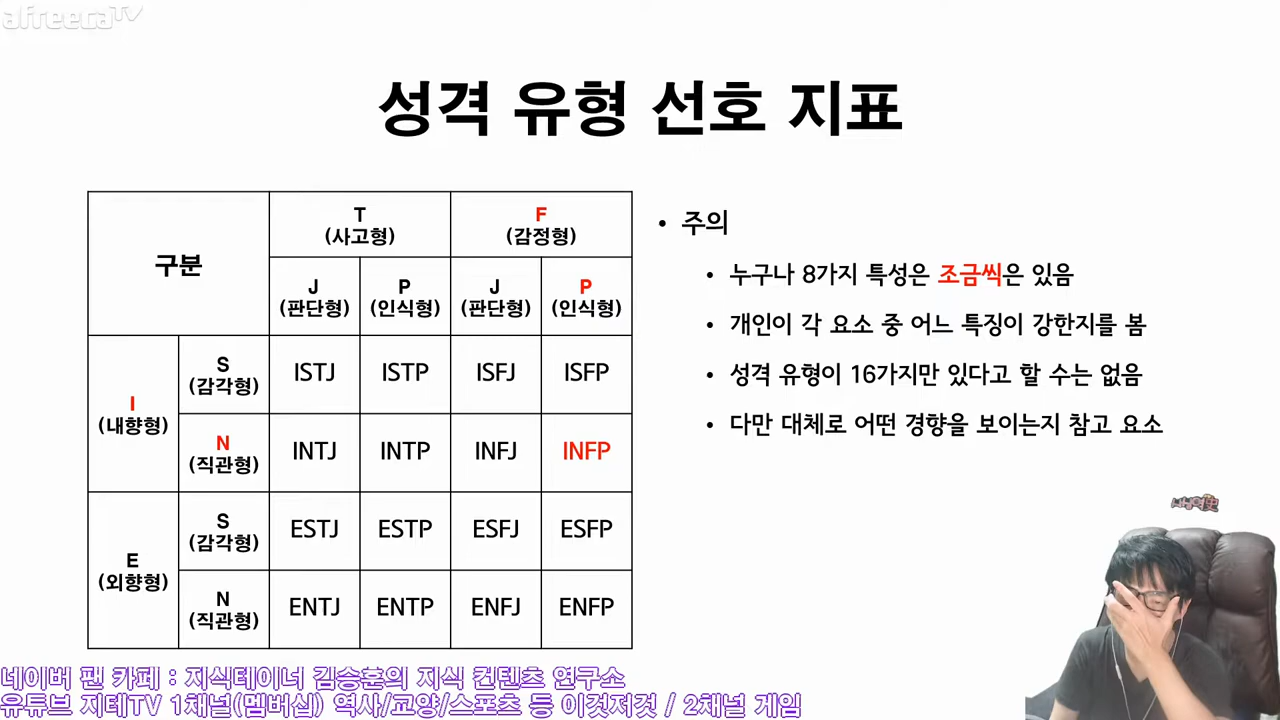 afreecaTV
성격 유형 선호 지표
구분
T
(사고형)
F
(감정형)
J
(판단형)
P
(인식형)
J
(판단형)
P
(인식형)
I
(내향형)
S
(감각형)
ISTJ
ISTP
ISFJ
ISFP
N
(직관형)
INTJ
INTP
INFJ
INFP
E
(외향형)
S
(감각형)
ESTJ
ESTP
ESFJ
ESFP
N
(직관형)
ENTJ
ENTP
ENFJ
ENFP
• 주의
• 누구나 8가지 특성은 조금씩은 있음
• 개인이 각 요소 중 어느 특징이 강한지를 봄
• 성격 유형이 16가지만 있다고 할 수는 없음
• 다만 대체로 어떤 경향을 보이는지 참고 요소
네이버 팬 카페 : 지식테이너 김승훈의 지식 컨텐츠 연구소
유튜브 지테TV 1채널(멤버십) 역사/교양/스포츠 등 이것저것 / 2채널 게임